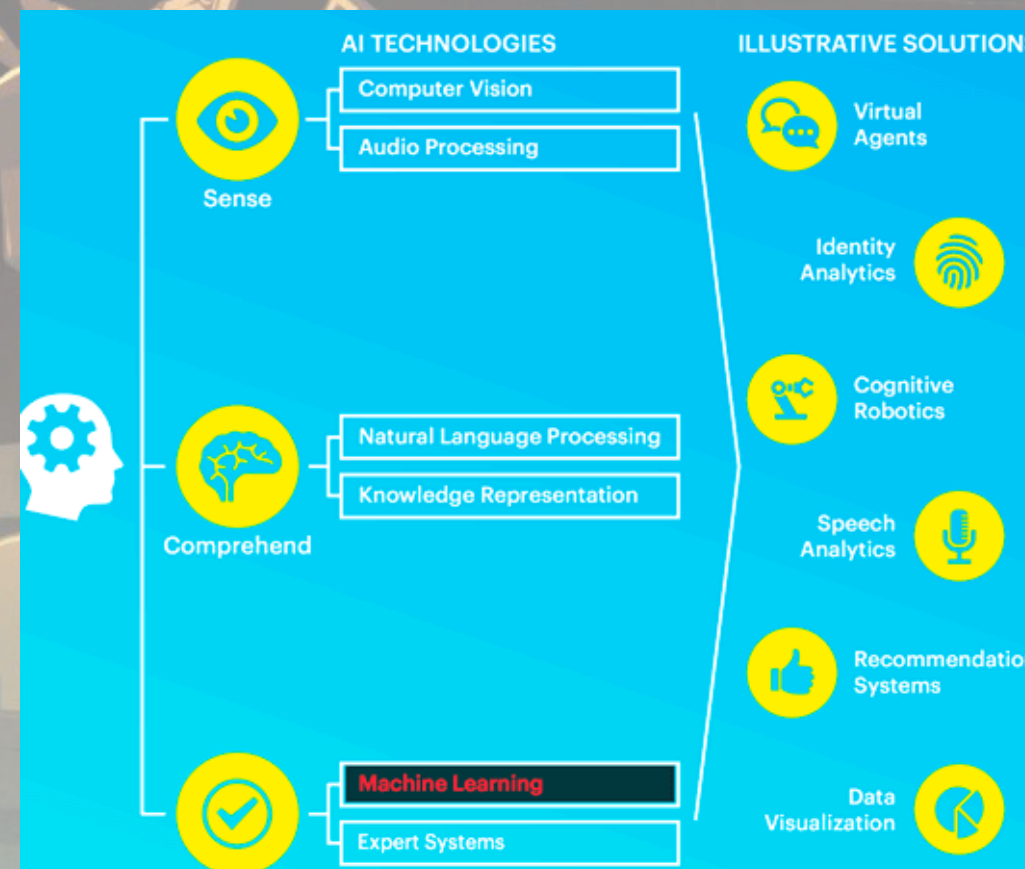 AI TECHNOLOGIES
Computer Vision
Audio Processing
Sense
Natural Language Processing
Knowledge Representation
Comprehend
Machine Learning
Expert Systems
ILLUSTRATIVE SOLUTION
Virtual
Agents
Identity
Analytics
Cognitive
Robotics
Speech
Analytics
Recommendatio
Systems
Data
Visualization